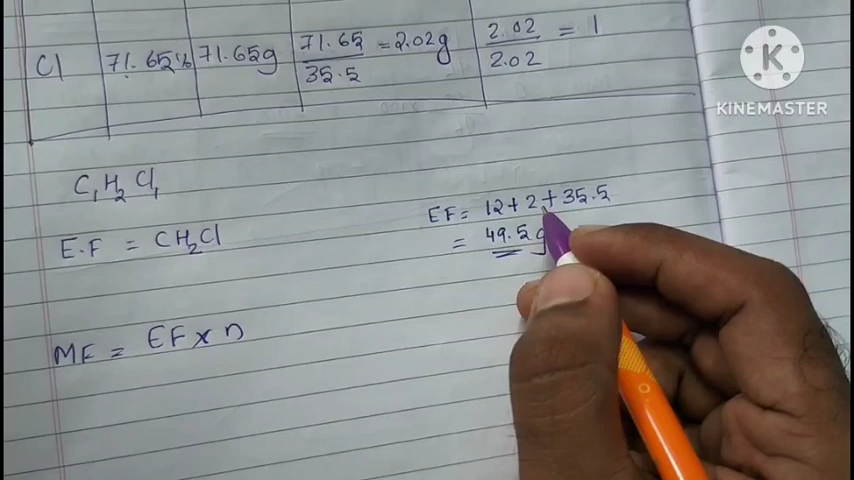 Cl 71.65% 71.65g 71.65/35.5 = 2.02g 2.02/2.02 = 1
K
KINEMASTER
C₁H₂Cl₁
EF = 12+2+35.5
E.F = CH₂Cl
= 49.5g
MF = EF x n